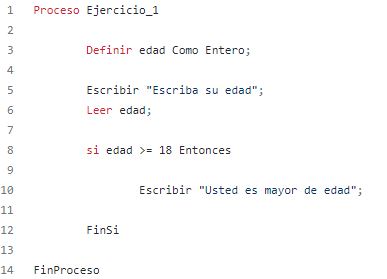 1 Proceso Ejercicio_1
2
3 Definir edad Como Entero;
4
5 Escribir "Escriba su edad";
6 Leer edad;
7
8 si edad >= 18 Entonces
9
10 Escribir "Usted es mayor de edad";
11
12 FinSi
13
14 FinProceso